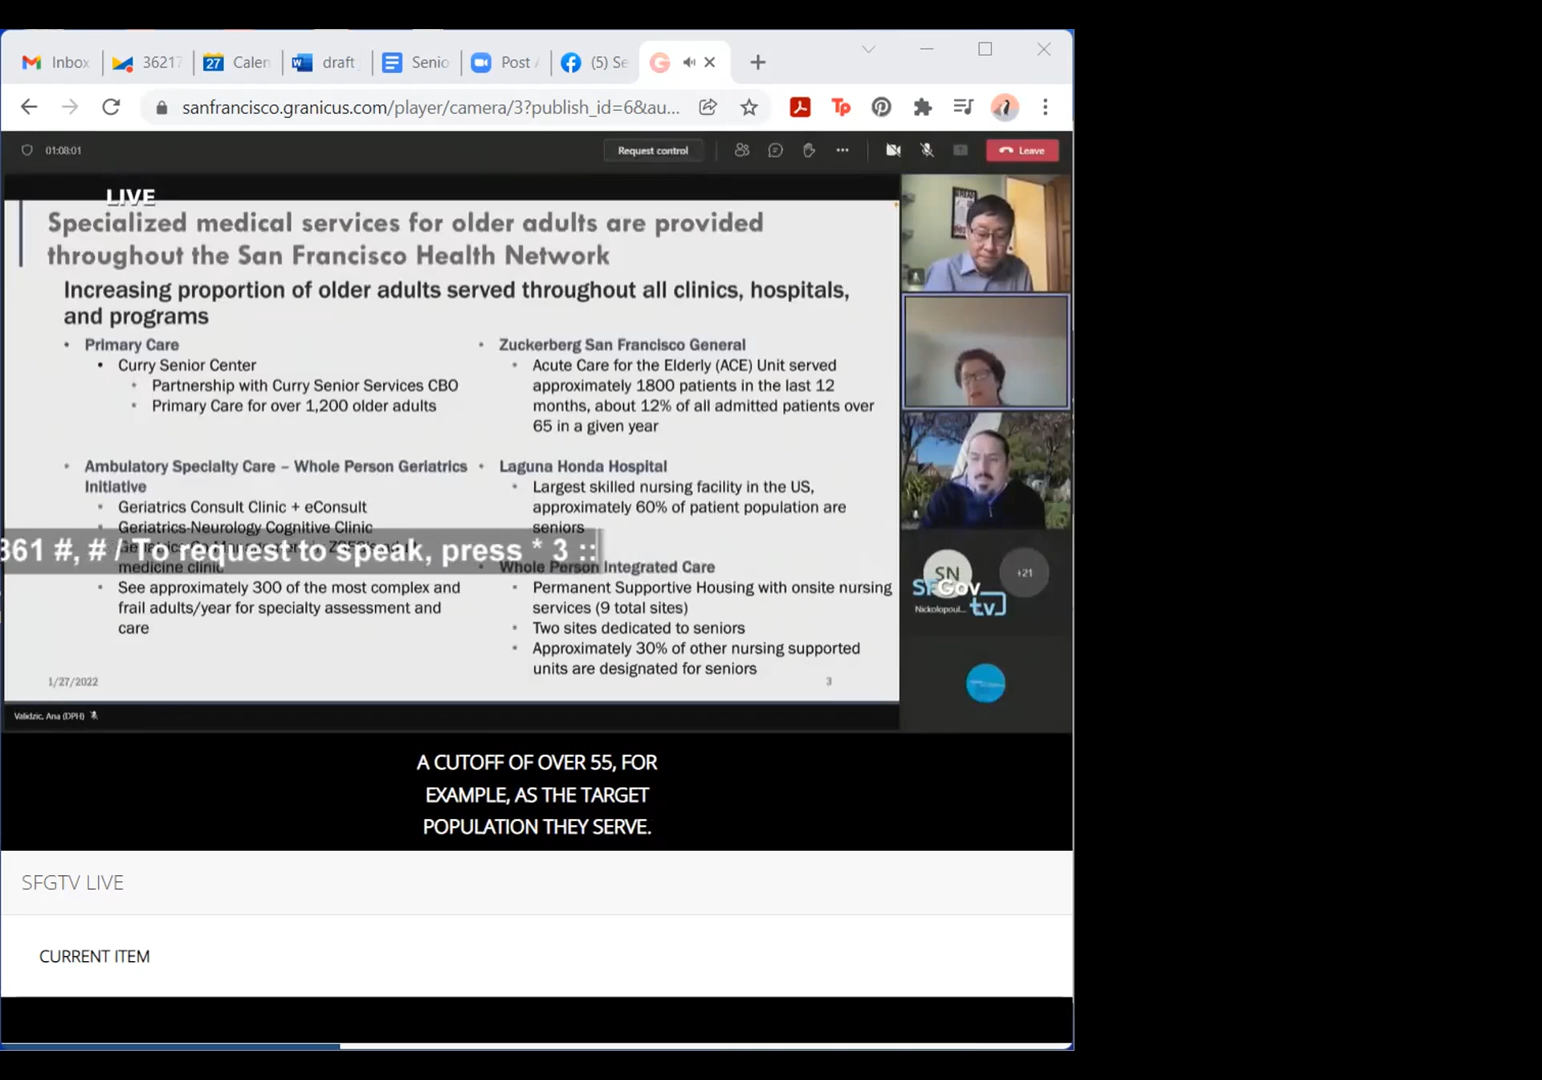 Inbox
36217
27
Calen
draft
Senio
Post A
(5) Se
sanfrancisco.granicus.com/player/camera/3?publish_id=6&au...
01:08:01
Request control
Leave
LIVE
Specialized medical services for older adults are provided
throughout the San Francisco Health Network
Increasing proportion of older adults served throughout all clinics, hospitals,
and programs
• Primary Care
• Curry Senior Center
• Partnership with Curry Senior Services CBO
• Primary Care for over 1,200 older adults
• Ambulatory Specialty Care – Whole Person Geriatrics
Initiative
• Geriatrics Consult Clinic + eConsult
• Geriatrics-Neurology Cognitive Clinic
medicine clinic
• See approximately 300 of the most complex and
frail adults/year for specialty assessment and
care
• Zuckerberg San Francisco General
• Acute Care for the Elderly (ACE) Unit served
approximately 1800 patients in the last 12
months, about 12% of all admitted patients over
65 in a given year
• Laguna Honda Hospital
• Largest skilled nursing facility in the US,
approximately 60% of patient population are
seniors
Whole Person Integrated Care
• Permanent Supportive Housing with onsite nursing
services (9 total sites)
• Two sites dedicated to seniors
• Approximately 30% of other nursing supported
units are designated for seniors
361 #, # / To request to speak, press * 3 ::
1/27/2022
3
SN
+21
SFGov
tv
Nickolopoul...
Validzic, Ana (DPH)
A CUTOFF OF OVER 55, FOR
EXAMPLE, AS THE TARGET
POPULATION THEY SERVE.
SFGTV LIVE
CURRENT ITEM